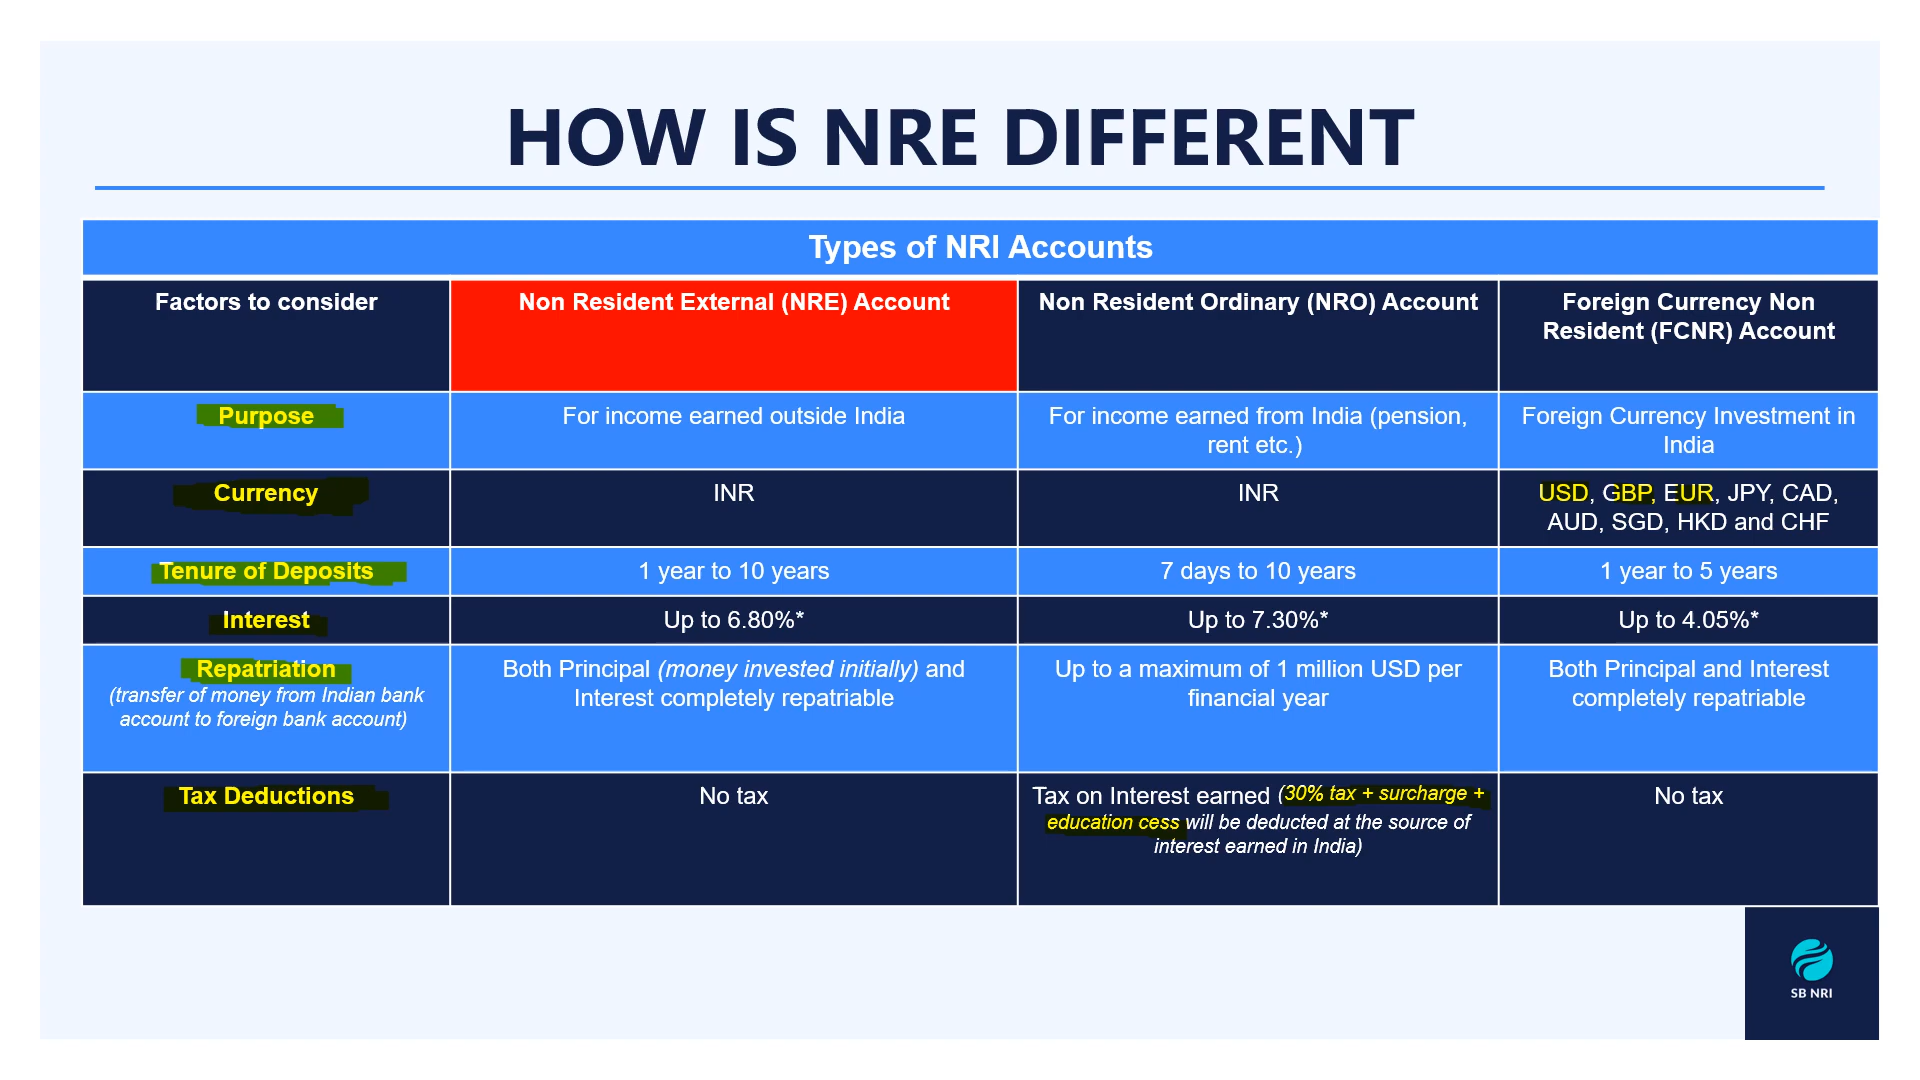 HOW IS NRE DIFFERENT
Types of NRI Accounts
Factors to consider
Non Resident External (NRE) Account
Non Resident Ordinary (NRO) Account
Foreign Currency Non
Resident (FCNR) Account
Purpose
For income earned outside India
For income earned from India (pension,
rent etc.)
Foreign Currency Investment in
India
Currency
INR
INR
USD, GBP, EUR, JPY, CAD,
AUD, SGD, HKD and CHF
Tenure of Deposits
1 year to 10 years
7 days to 10 years
1 year to 5 years
Interest
Up to 6.80%*
Up to 7.30%*
Up to 4.05%*
Repatriation
(transfer of money from Indian bank
account to foreign bank account)
Both Principal (money invested initially) and
Interest completely repatriable
Up to a maximum of 1 million USD per
financial year
Both Principal and Interest
completely repatriable
Tax Deductions
No tax
Tax on Interest earned (30% tax + surcharge +
education cess will be deducted at the source of
interest earned in India)
No tax
SB NRI